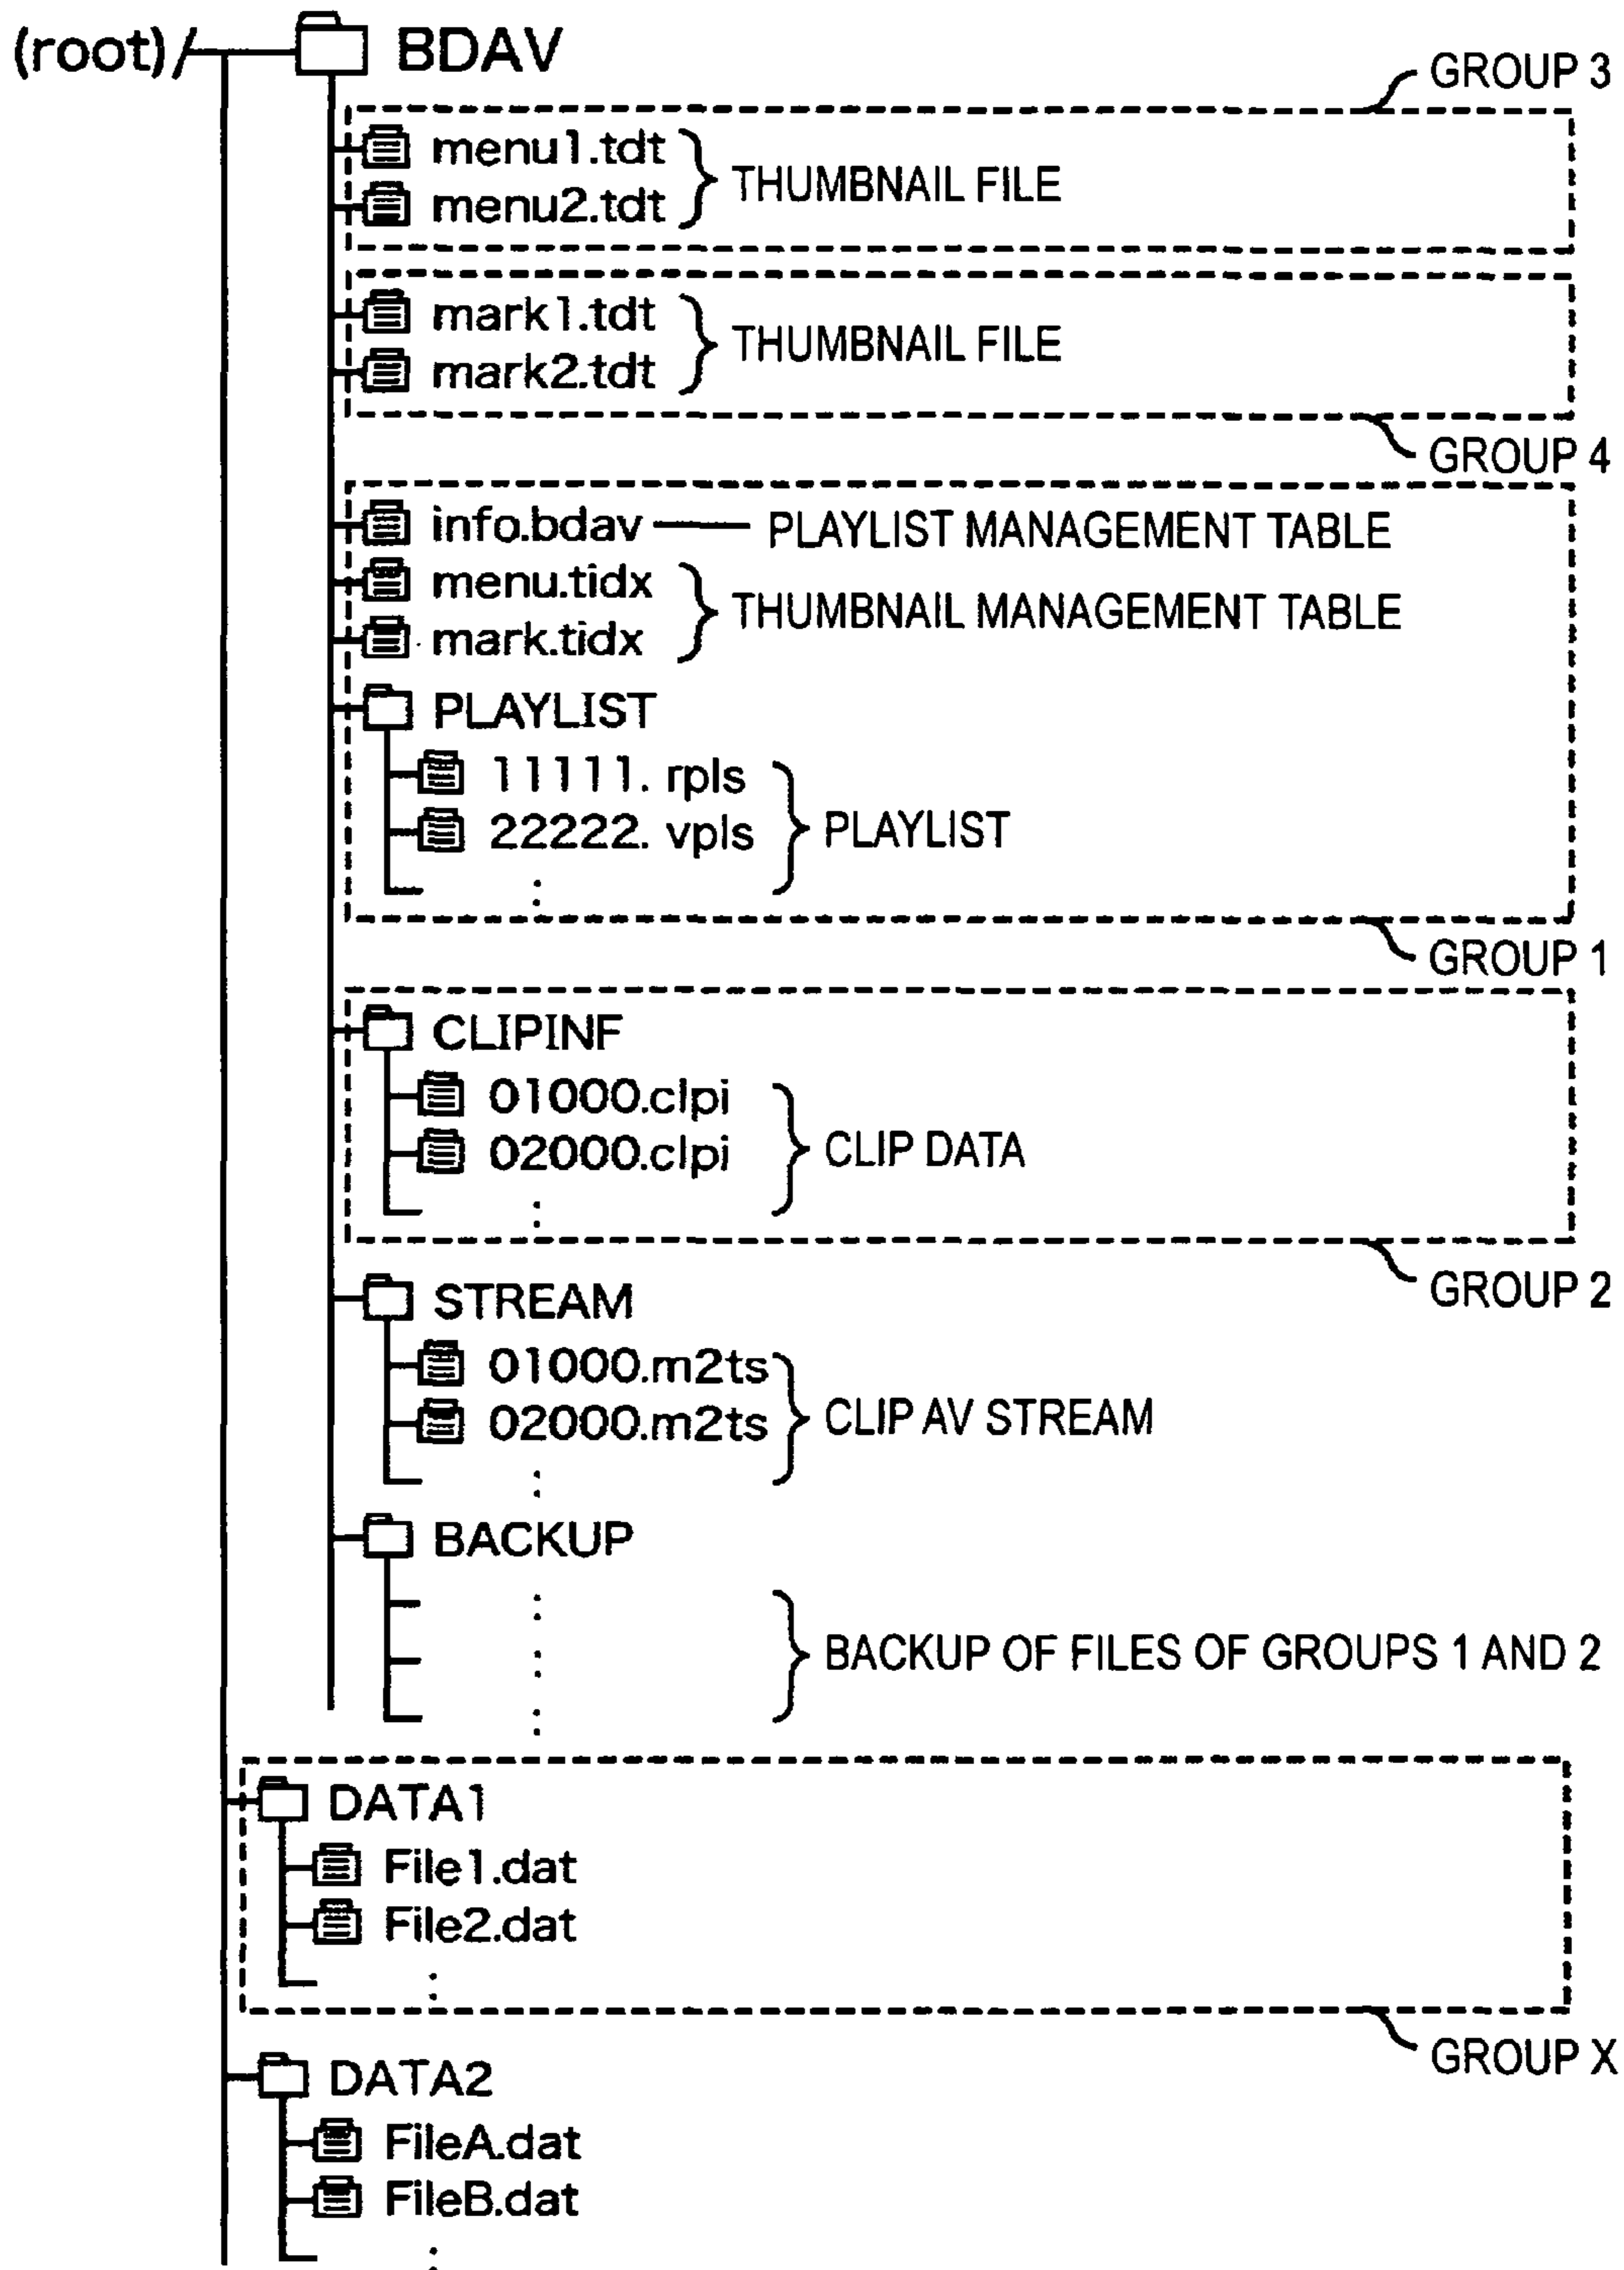 (root)/ BDAV
GROUP 3
menu1.tdt
THUMBNAIL FILE
menu2.tdt
mark1.tdt
THUMBNAIL FILE
mark2.tdt
GROUP 4
info.bdav PLAYLIST MANAGEMENT TABLE
menu.tidx
THUMBNAIL MANAGEMENT TABLE
mark.tidx
PLAYLIST
11111. rpls
22222. vpls
PLAYLIST
:
GROUP 1
CLIPINF
01000.clpi
02000.clpi
CLIP DATA
:
GROUP 2
STREAM
01000.m2ts
02000.m2ts
CLIP AV STREAM
:
BACKUP
:
BACKUP OF FILES OF GROUPS 1 AND 2
:
:
DATA1
File1.dat
File2.dat
:
GROUP X
DATA2
FileA.dat
FileB.dat
: